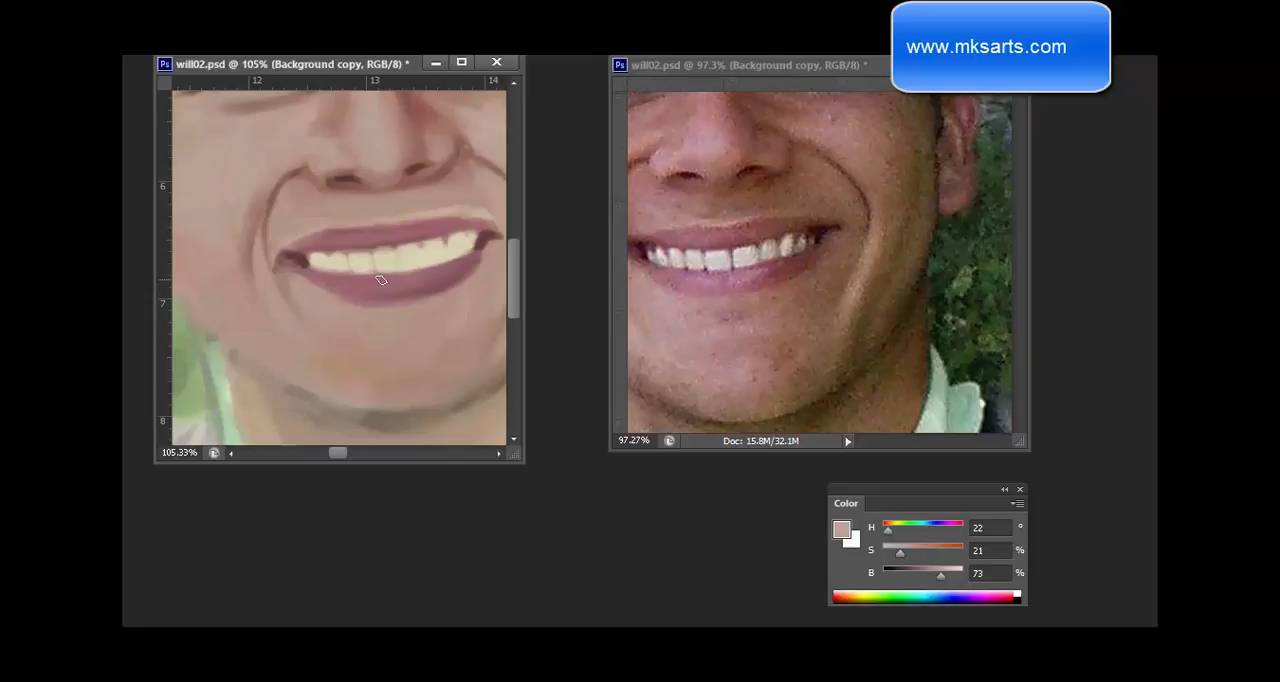 www.mksarts.com
will02.psd @ 105% (Background copy, RGB/8) *
12 13 14
6
7
8
105.33%
will02.psd @ 97.3% (Background copy, RGB/8) *
97.27% Doc: 15.8M/32.1M
Color
H 22 °
S 21 %
B 73 %